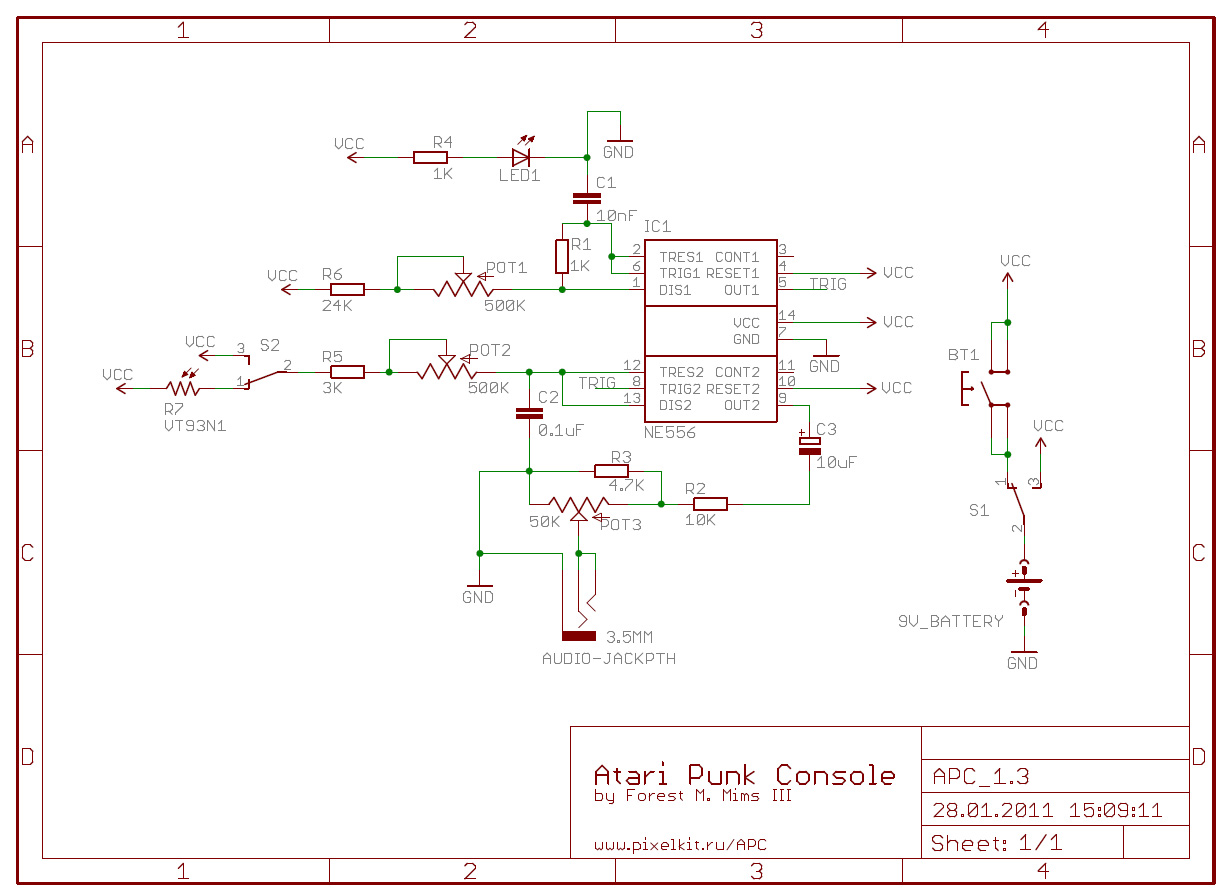 1 2 3 4
A A
VCC R4 GND
1K LED1
C1
10nF
IC1
R1
1K
2 TRES1 CONT1 3
6 TRIG1 RESET1 4 VCC
1 DIS1 OUT1 5 TRIG
VCC R6 POT1
24K 500K
VCC
VCC 14 VCC
GND 7
GND
B B
VCC 3 S2
2 R5 POT2
VCC 1 3K 500K
R7
VT93N1
12 TRES2 CONT2 11
TRIG 8 TRIG2 RESET2 10 VCC
13 DIS2 OUT2 9
C2
0.1uF
NE556
+ C3
10uF
BT1
VCC
R3
4.7K
R2
10K
50K POT3
1 3
S1
2
C C
GND
+
-
9V_BATTERY
GND
3.5MM
AUDIO-JACKPTH
D D
Atari Punk Console
by Forest M. Mims III
www.pixelkit.ru/APC
APC_1.3
28.01.2011 15:09:11
Sheet: 1/1
1 2 3 4